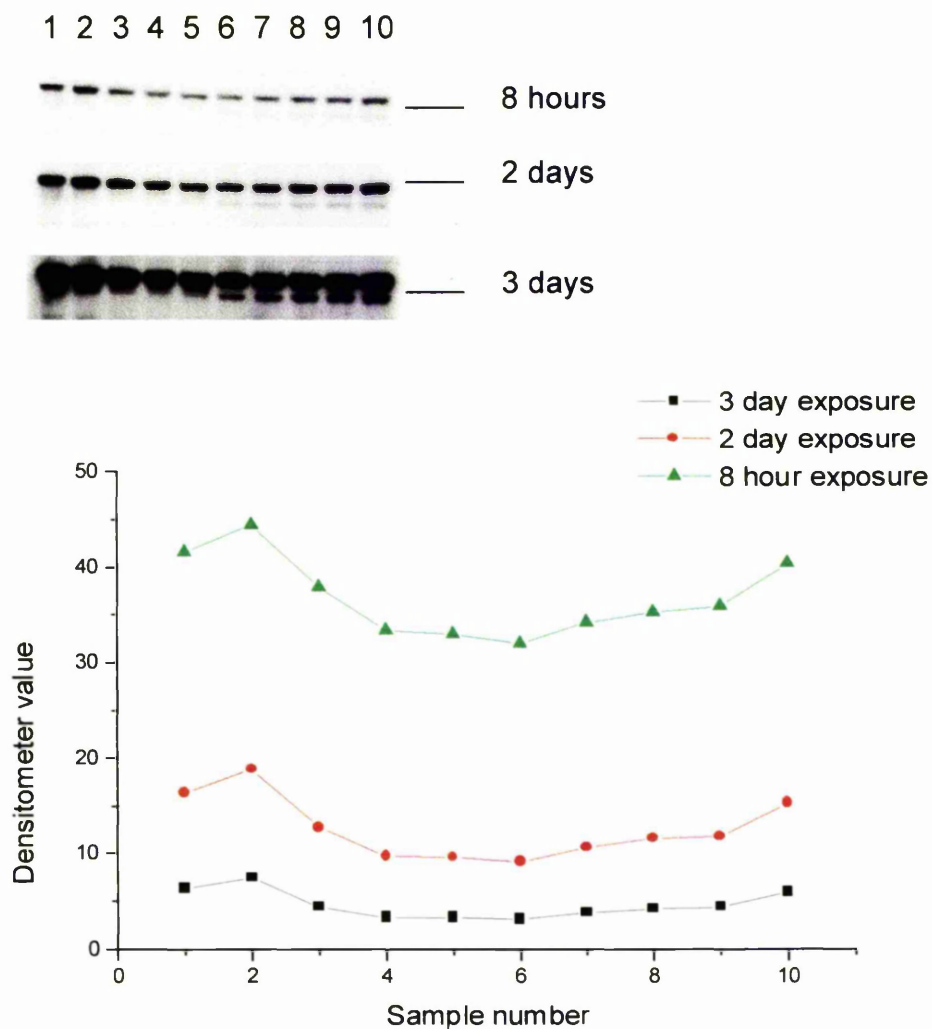 1 2 3 4 5 6 7 8 9 10
8 hours
2 days
3 days
3 day exposure
2 day exposure
8 hour exposure
50
40
30
20
10
0
Densitometer value
0 2 4 6 8 10
Sample number